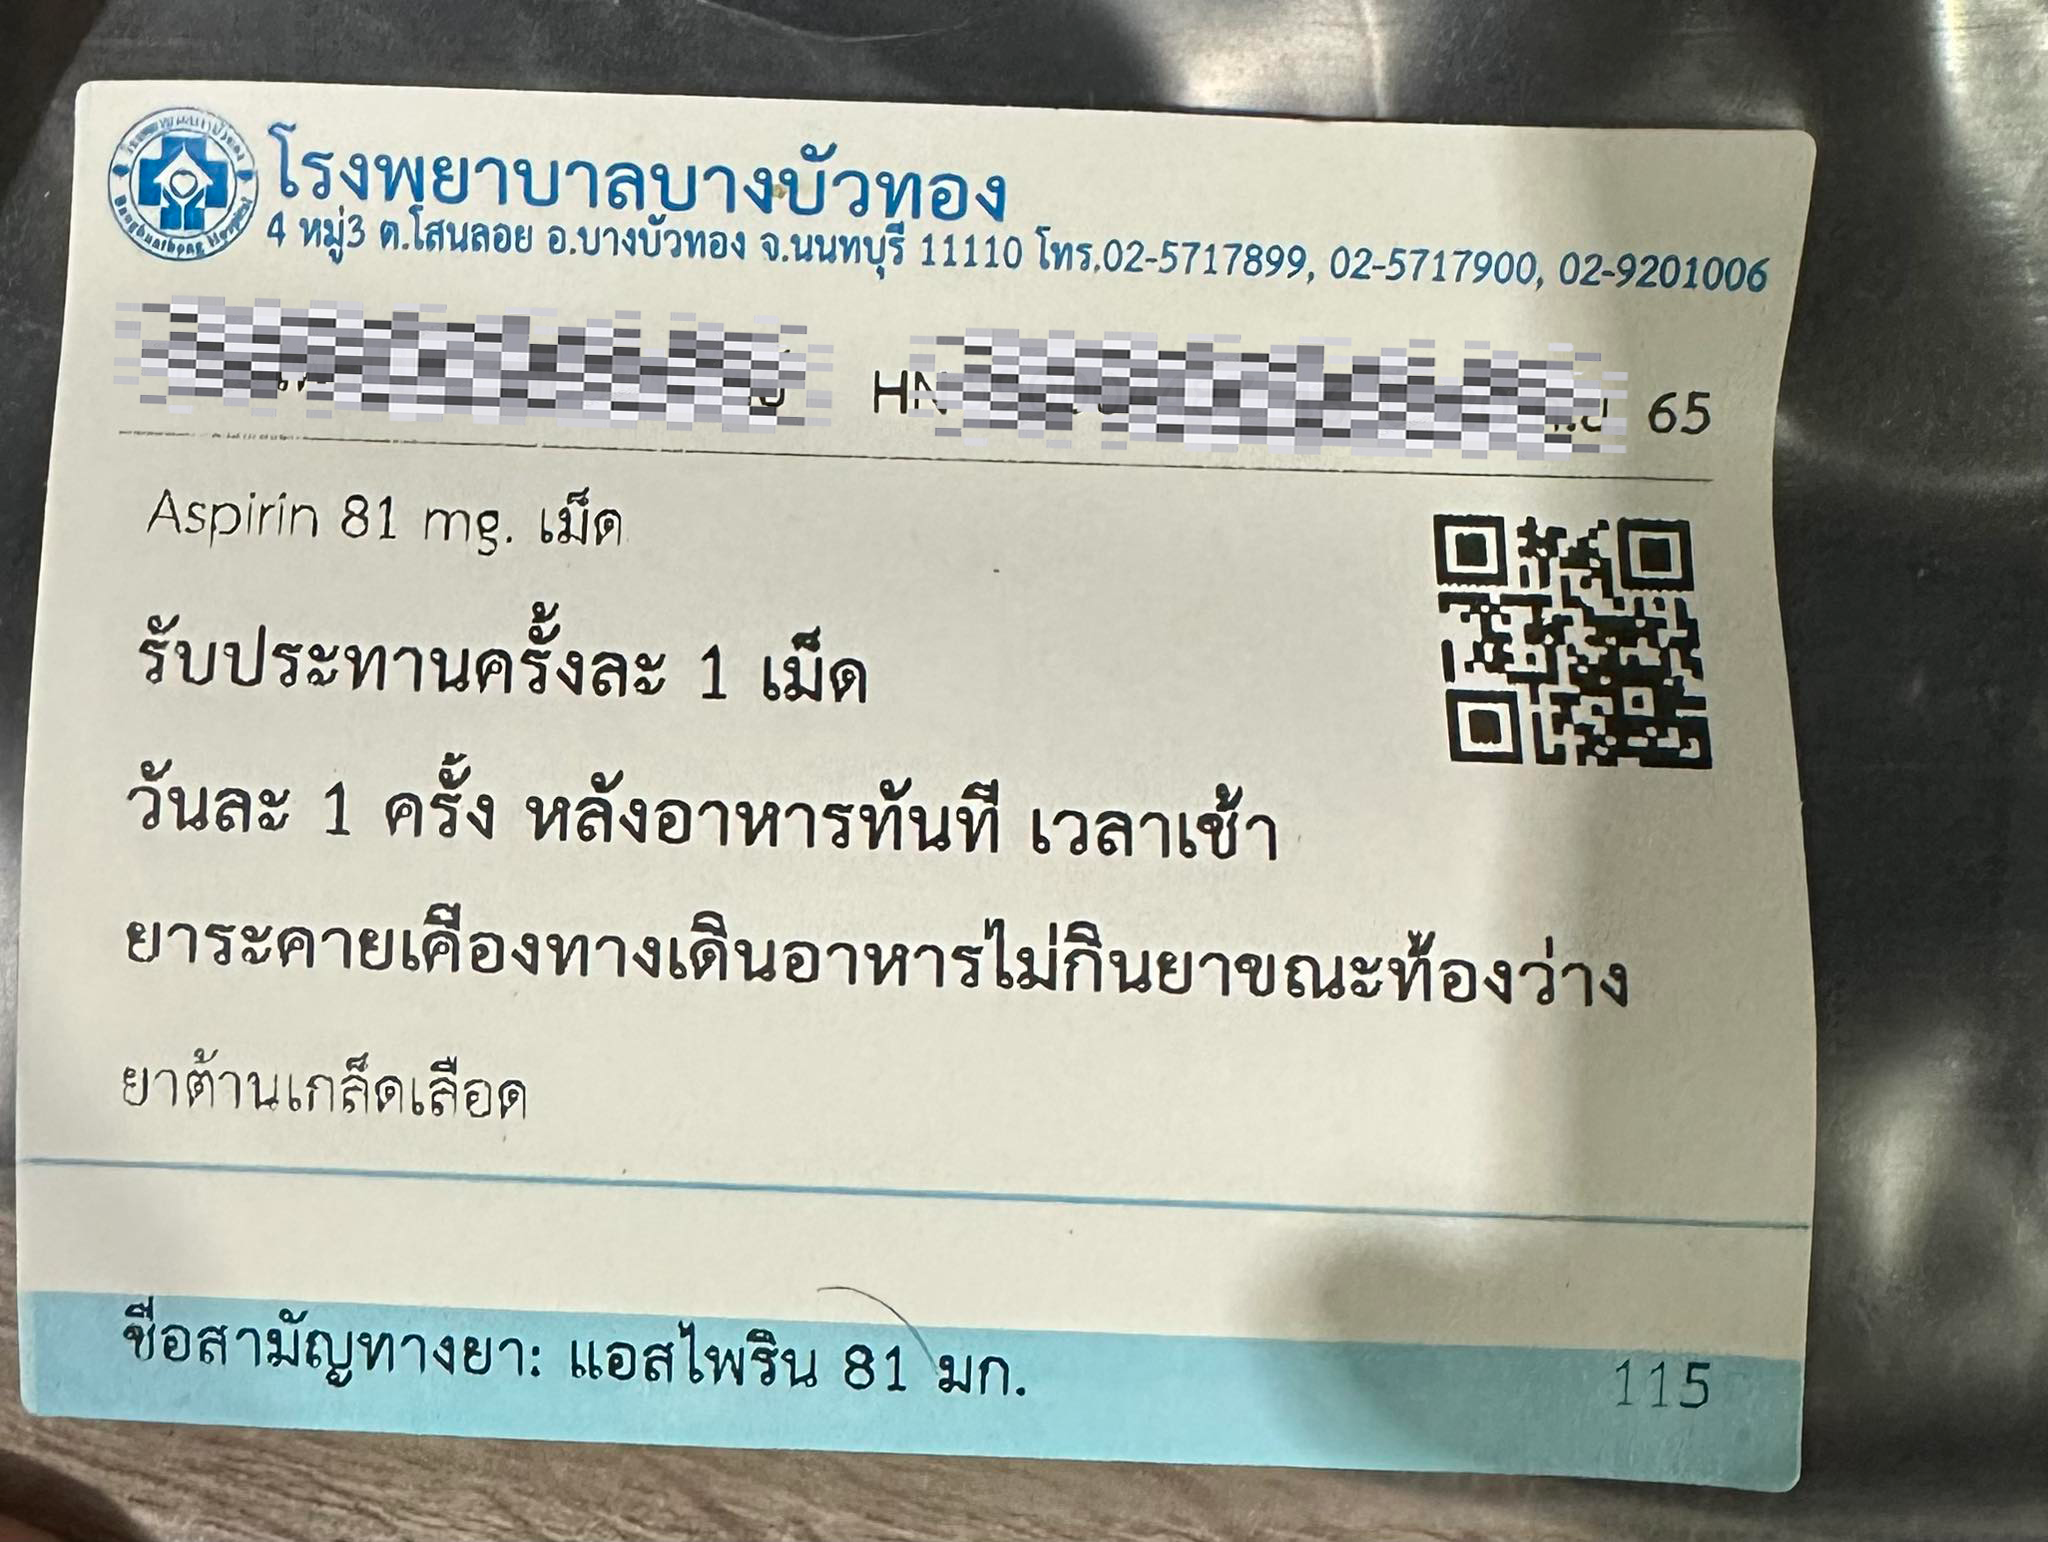 โรงพยาบาลบางบัวทอง
4 หมู่3 ต.โสนลอย อ.บางบัวทอง จ.นนทบุรี 11110 โทร.02-5717899, 02-5717900, 02-9201006
HN 65
Aspirin 81 mg. เม็ด
รับประทานครั้งละ 1 เม็ด
วันละ 1 ครั้ง หลังอาหารทันที เวลาเช้า
ยาระคายเคืองทางเดินอาหารไม่กินยาขณะท้องว่าง
ยาต้านเกล็ดเลือด
ชื่อสามัญทางยา: แอสไพริน 81 มก.
115